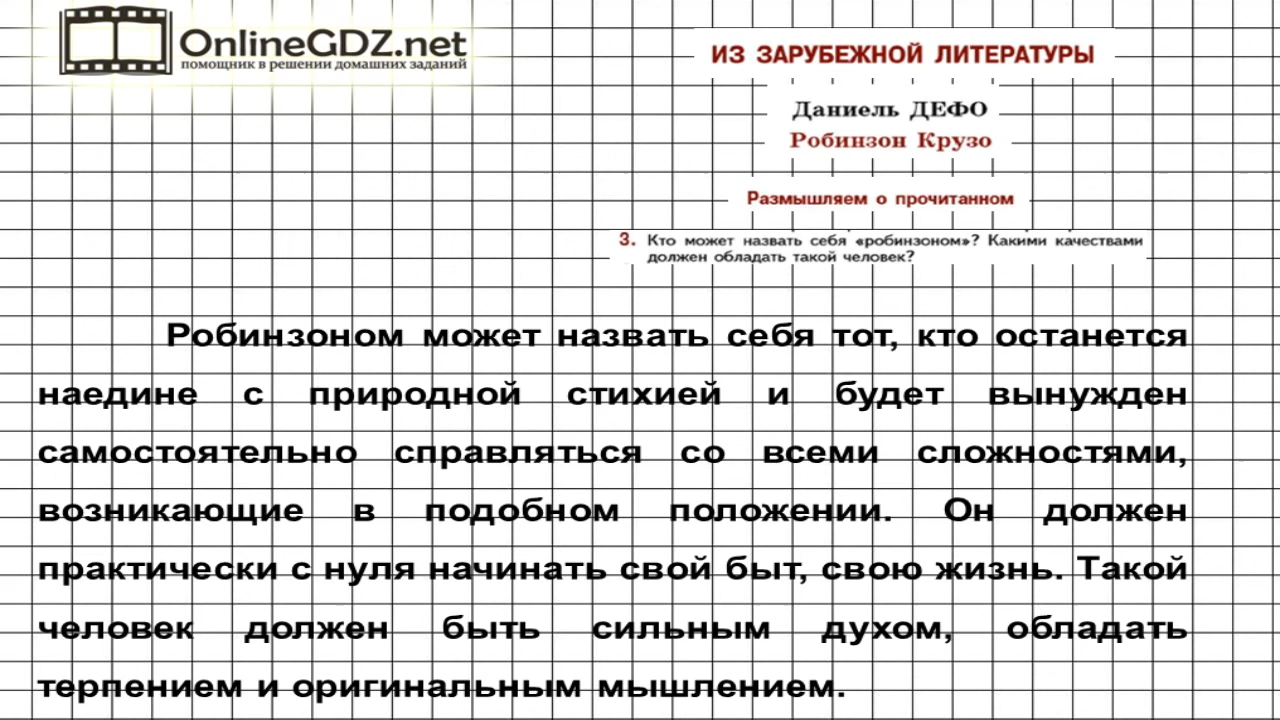 OnlineGDZ.net
помощник в решении домашних заданий
ИЗ ЗАРУБЕЖНОЙ ЛИТЕРАТУРЫ
Даниель ДЕФО
Робинзон Крузо
Размышляем о прочитанном
3. Кто может назвать себя «робинзоном»? Какими качествами
должен обладать такой человек?
Робинзоном может назвать себя тот, кто останется
наедине с природной стихией и будет вынужден
самостоятельно справляться со всеми сложностями,
возникающие в подобном положении. Он должен
практически с нуля начинать свой быт, свою жизнь. Такой
человек должен быть сильным духом, обладать
терпением и оригинальным мышлением.